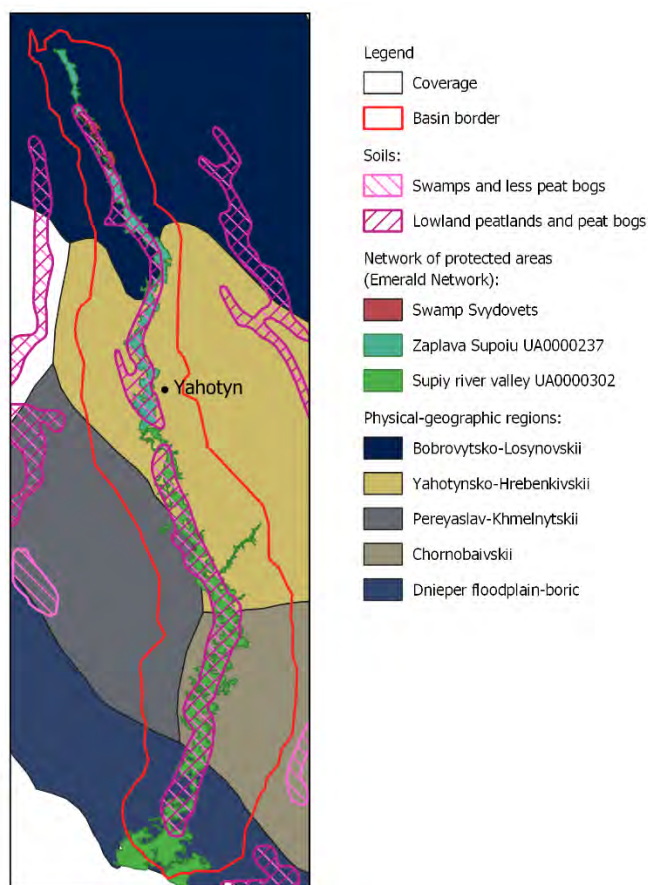 Legend
Coverage
Basin border
Soils:
Swamps and less peat bogs
Lowland peatlands and peat bogs
Network of protected areas
(Emerald Network):
Swamp Svydovets
Zaplava Supoiu UA0000237
Supiy river valley UA0000302
Physical-geographic regions:
Bobrovytsko-Losynovskii
Yahotynsko-Hrebenkivskii
Pereyaslav-Khmelnytskii
Chornobaivskii
Dnieper floodplain-boric
Yahotyn